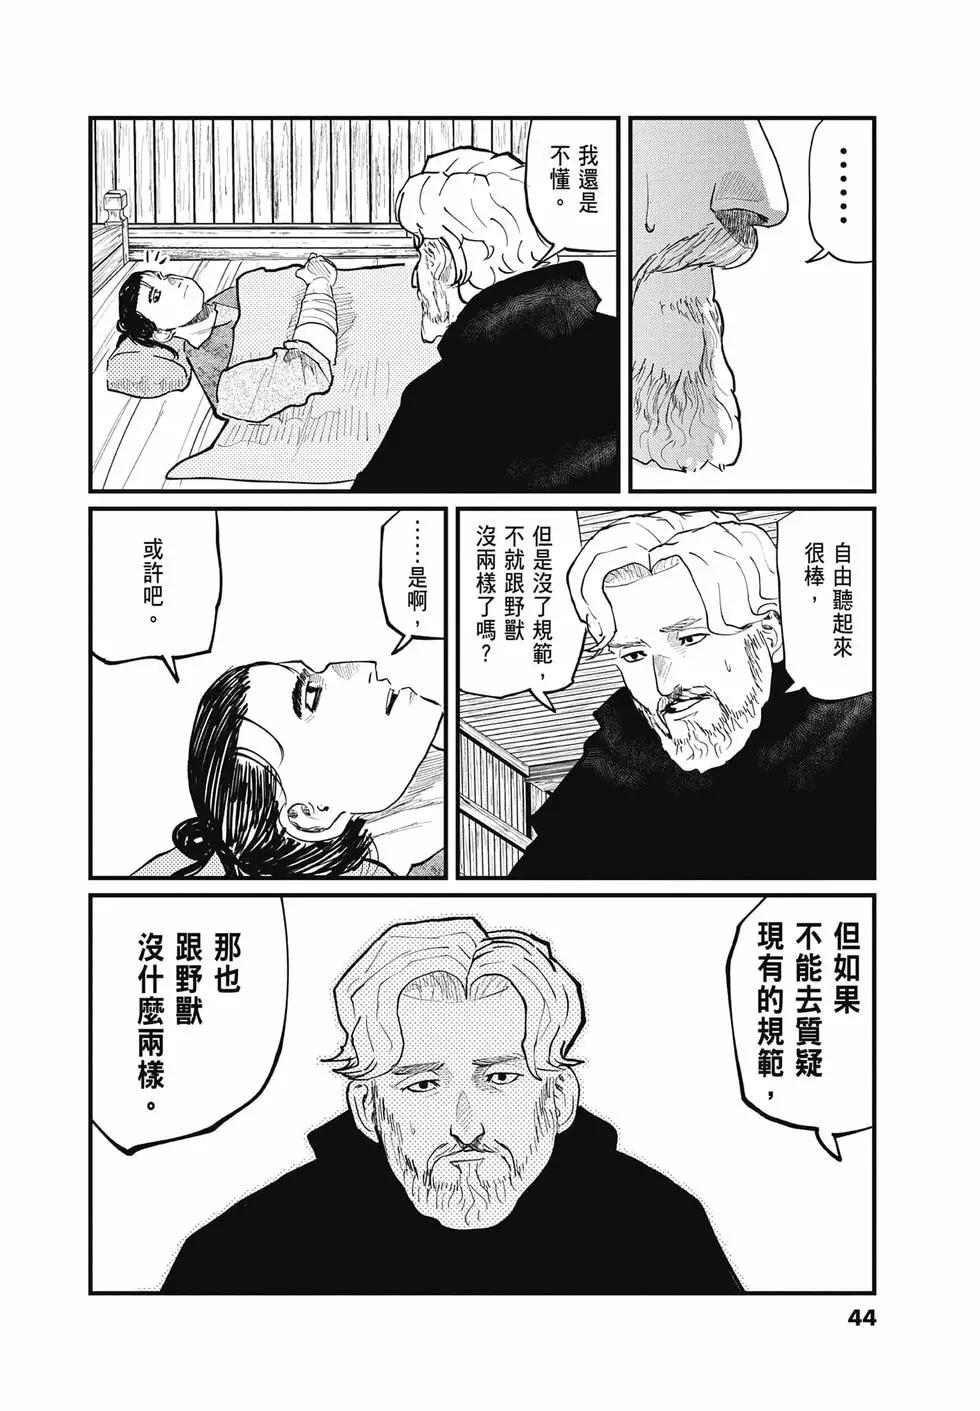 ……
我還是
不懂。
自由聽起來
很棒，
但是沒了規範，
不就跟野獸
沒兩樣了嗎？
……是啊，
或許吧。
但如果
不能去質疑
現有的規範，
那也
跟野獸
沒什麼兩樣。
44